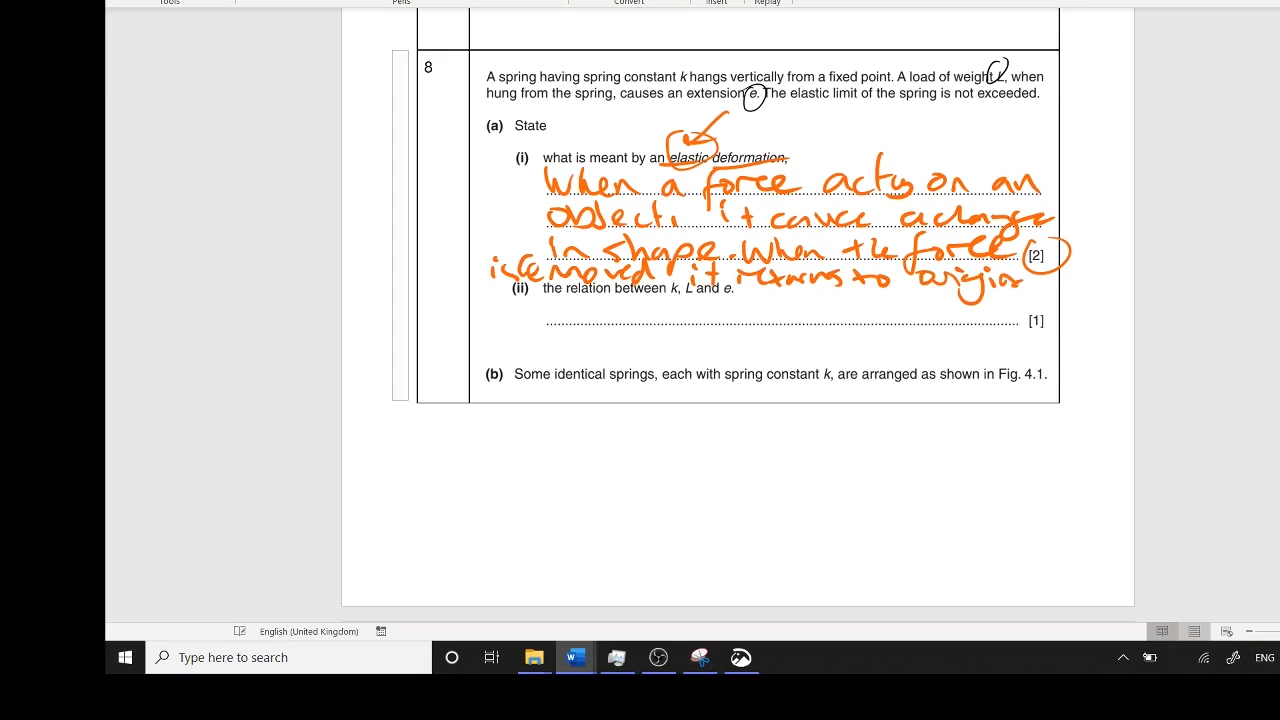 Tools Pens Convert Insert Replay
8
A spring having spring constant k hangs vertically from a fixed point. A load of weight L, when
hung from the spring, causes an extension e. The elastic limit of the spring is not exceeded.
(a) State
(i) what is meant by an elastic deformation,
When a force acts on an
object, it causes a change
in shape. When the force [2]
is removed it returns to
(ii) the relation between k, L and e.
[1]
(b) Some identical springs, each with spring constant k, are arranged as shown in Fig. 4.1.
English (United Kingdom)
Type here to search
ENG